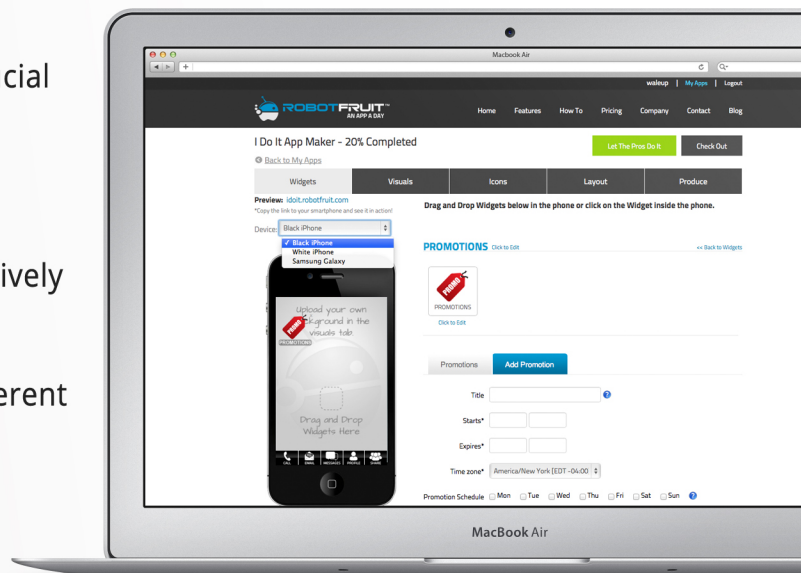 ncial
ively
erent
Macbook Air
waleup | My Apps | Logout
ROBOTFRUIT™
AN APP A DAY
Home Features How To Pricing Company Contact Blog
I Do It App Maker - 20% Completed
Let The Pros Do It Check Out
Back to My Apps
Widgets Visuals Icons Layout Produce
Preview: idoit.robotfruit.com
*Copy the link to your smartphone and see it in action!
Drag and Drop Widgets below in the phone or click on the Widget inside the phone.
Device: Black iPhone
✓ Black iPhone
White iPhone
Samsung Galaxy
PROMOTIONS Click to Edit << Back to Widgets
PROMO
PROMOTIONS
Click to Edit
Upload your own
background in the
visuals tab.
PROMO
PROMOTIONS
Drag and Drop
Widgets Here
CALL EMAIL MESSAGES PROFILE SHARE
Promotions Add Promotion
Title
Starts*
Expires*
Time zone* America/New York [EDT -04:00
Promotion Schedule Mon Tue Wed Thu Fri Sat Sun
MacBook Air